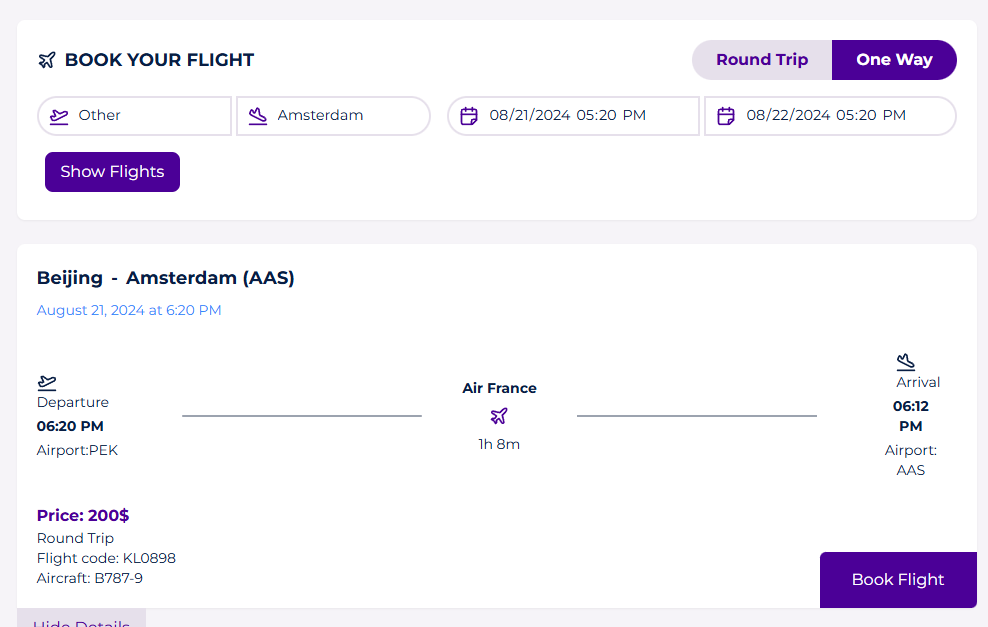 BOOK YOUR FLIGHT
Round Trip
One Way
Other
Amsterdam
08/21/2024 05:20 PM
08/22/2024 05:20 PM
Show Flights
Beijing - Amsterdam (AAS)
August 21, 2024 at 6:20 PM
Departure
06:20 PM
Airport:PEK
Air France
1h 8m
Arrival
06:12
PM
Airport:
AAS
Price: 200$
Round Trip
Flight code: KL0898
Aircraft: B787-9
Book Flight
Hide Details